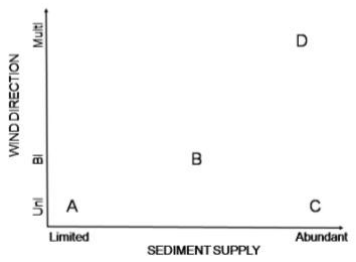 Multi
D
WIND DIRECTION
Bi
B
Uni
A
C
Limited
Abundant
SEDIMENT SUPPLY